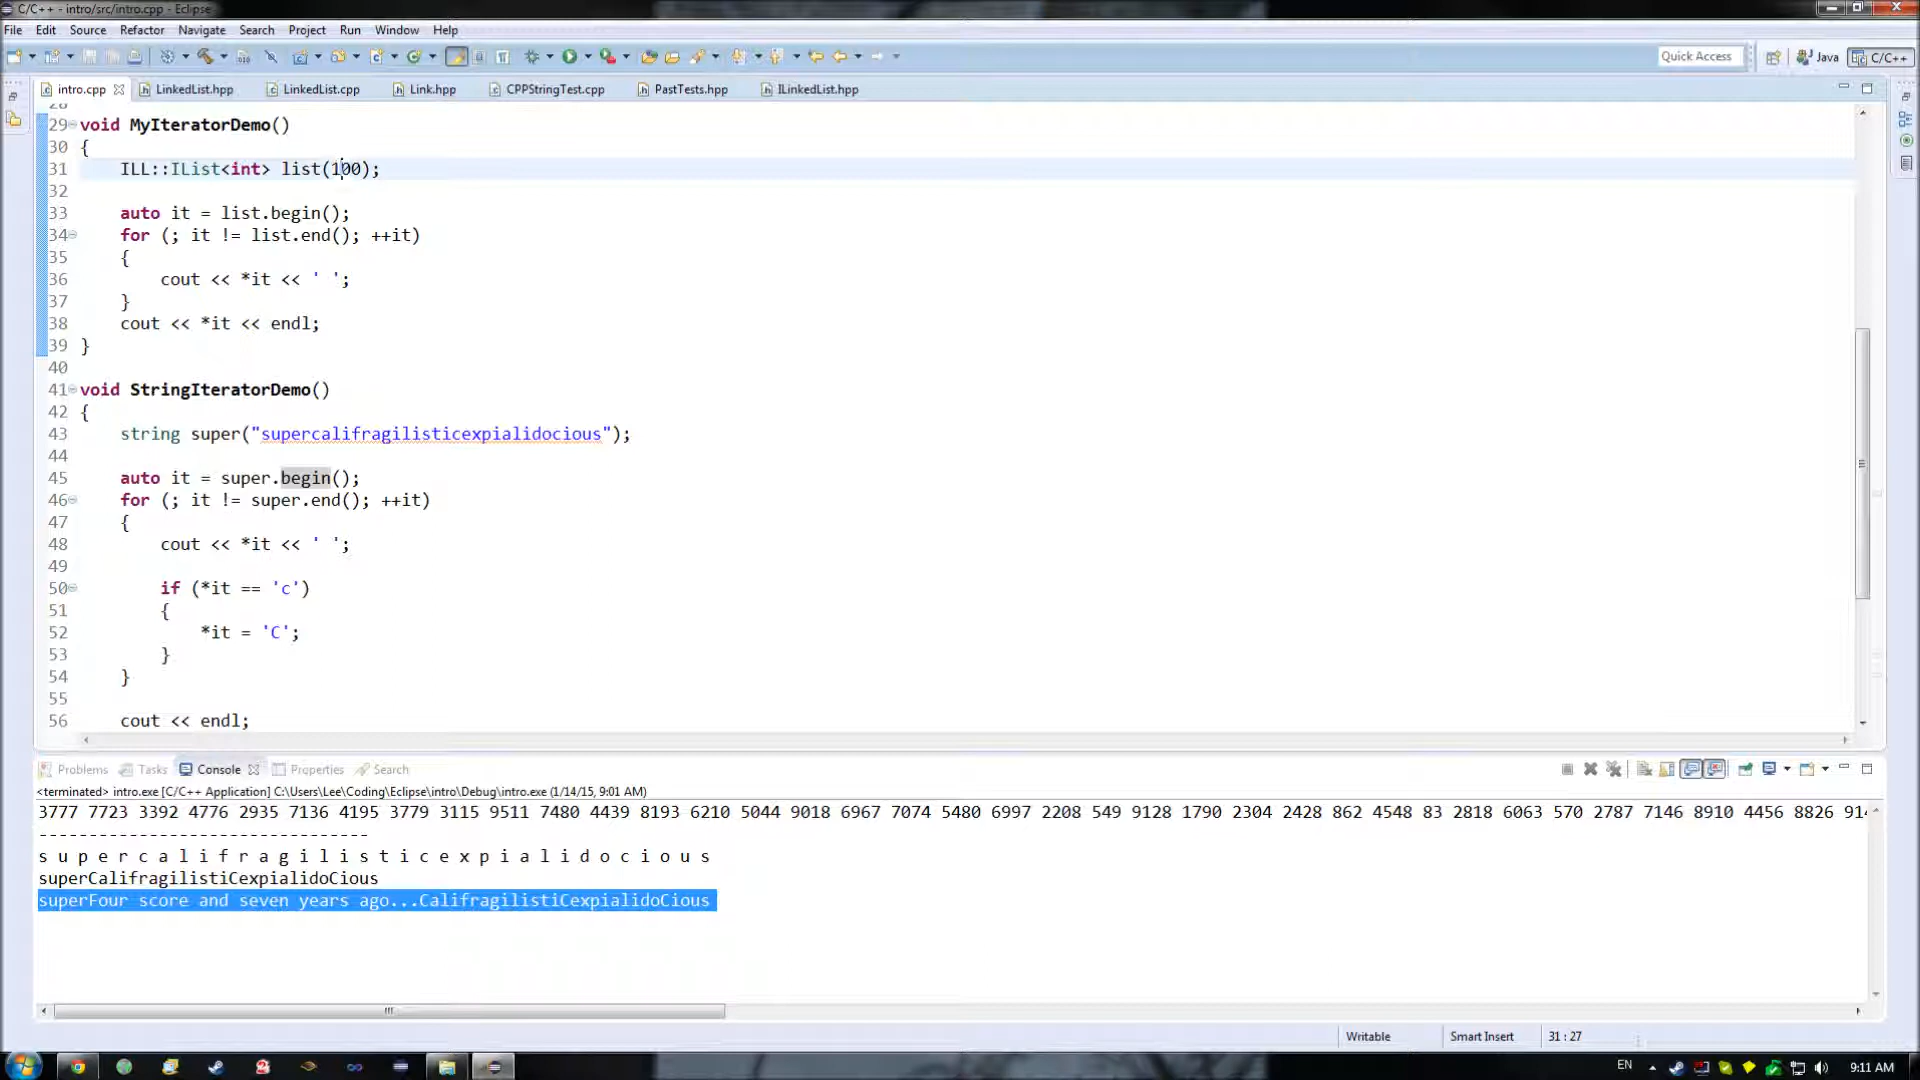 C/C++ - intro/src/intro.cpp - Eclipse
File Edit Source Refactor Navigate Search Project Run Window Help
Quick Access Java C/C++
intro.cpp LinkedList.hpp LinkedList.cpp Link.hpp CPPStringTest.cpp PastTests.hpp ILinkedList.hpp
28
29 void MyIteratorDemo()
30 {
31 ILL::IList<int> list(100);
32
33 auto it = list.begin();
34 for (; it != list.end(); ++it)
35 {
36 cout << *it << ' ';
37 }
38 cout << *it << endl;
39 }
40
41 void StringIteratorDemo()
42 {
43 string super("supercalifragilisticexpialidocious");
44
45 auto it = super.begin();
46 for (; it != super.end(); ++it)
47 {
48 cout << *it << ' ';
49
50 if (*it == 'c')
51 {
52 *it = 'C';
53 }
54 }
55
56 cout << endl;
Problems Tasks Console Properties Search
<terminated> intro.exe [C/C++ Application] C:\Users\Lee\Coding\Eclipse\intro\Debug\intro.exe (1/14/15, 9:01 AM)
3777 7723 3392 4776 2935 7136 4195 3779 3115 9511 7480 4439 8193 6210 5044 9018 6967 7074 5480 6997 2208 549 9128 1790 2304 2428 862 4548 83 2818 6063 570 2787 7146 8910 4456 8826
---------------------------------
s u p e r c a l i f r a g i l i s t i c e x p i a l i d o c i o u s
superCalifragilistiCexpialidoCious
superFour score and seven years ago...CalifragilistiCexpialidoCious
Writable Smart Insert 31 : 27
EN 9:11 AM